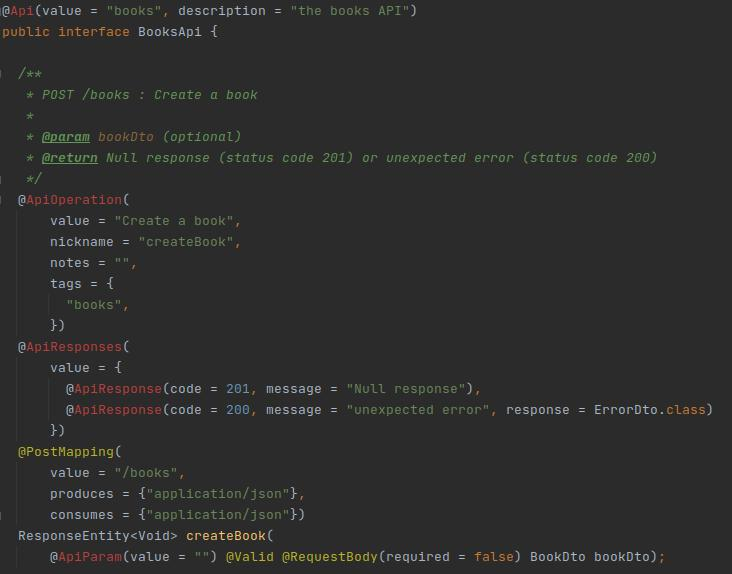 @Api(value = "books", description = "the books API")
public interface BooksApi {
/**
* POST /books : Create a book
*
* @param bookDto (optional)
* @return Null response (status code 201) or unexpected error (status code 200)
*/
@ApiOperation(
value = "Create a book",
nickname = "createBook",
notes = "",
tags = {
"books",
})
@ApiResponses(
value = {
@ApiResponse(code = 201, message = "Null response"),
@ApiResponse(code = 200, message = "unexpected error", response = ErrorDto.class)
})
@PostMapping(
value = "/books",
produces = {"application/json"},
consumes = {"application/json"})
ResponseEntity<Void> createBook(
@ApiParam(value = "") @Valid @RequestBody(required = false) BookDto bookDto);